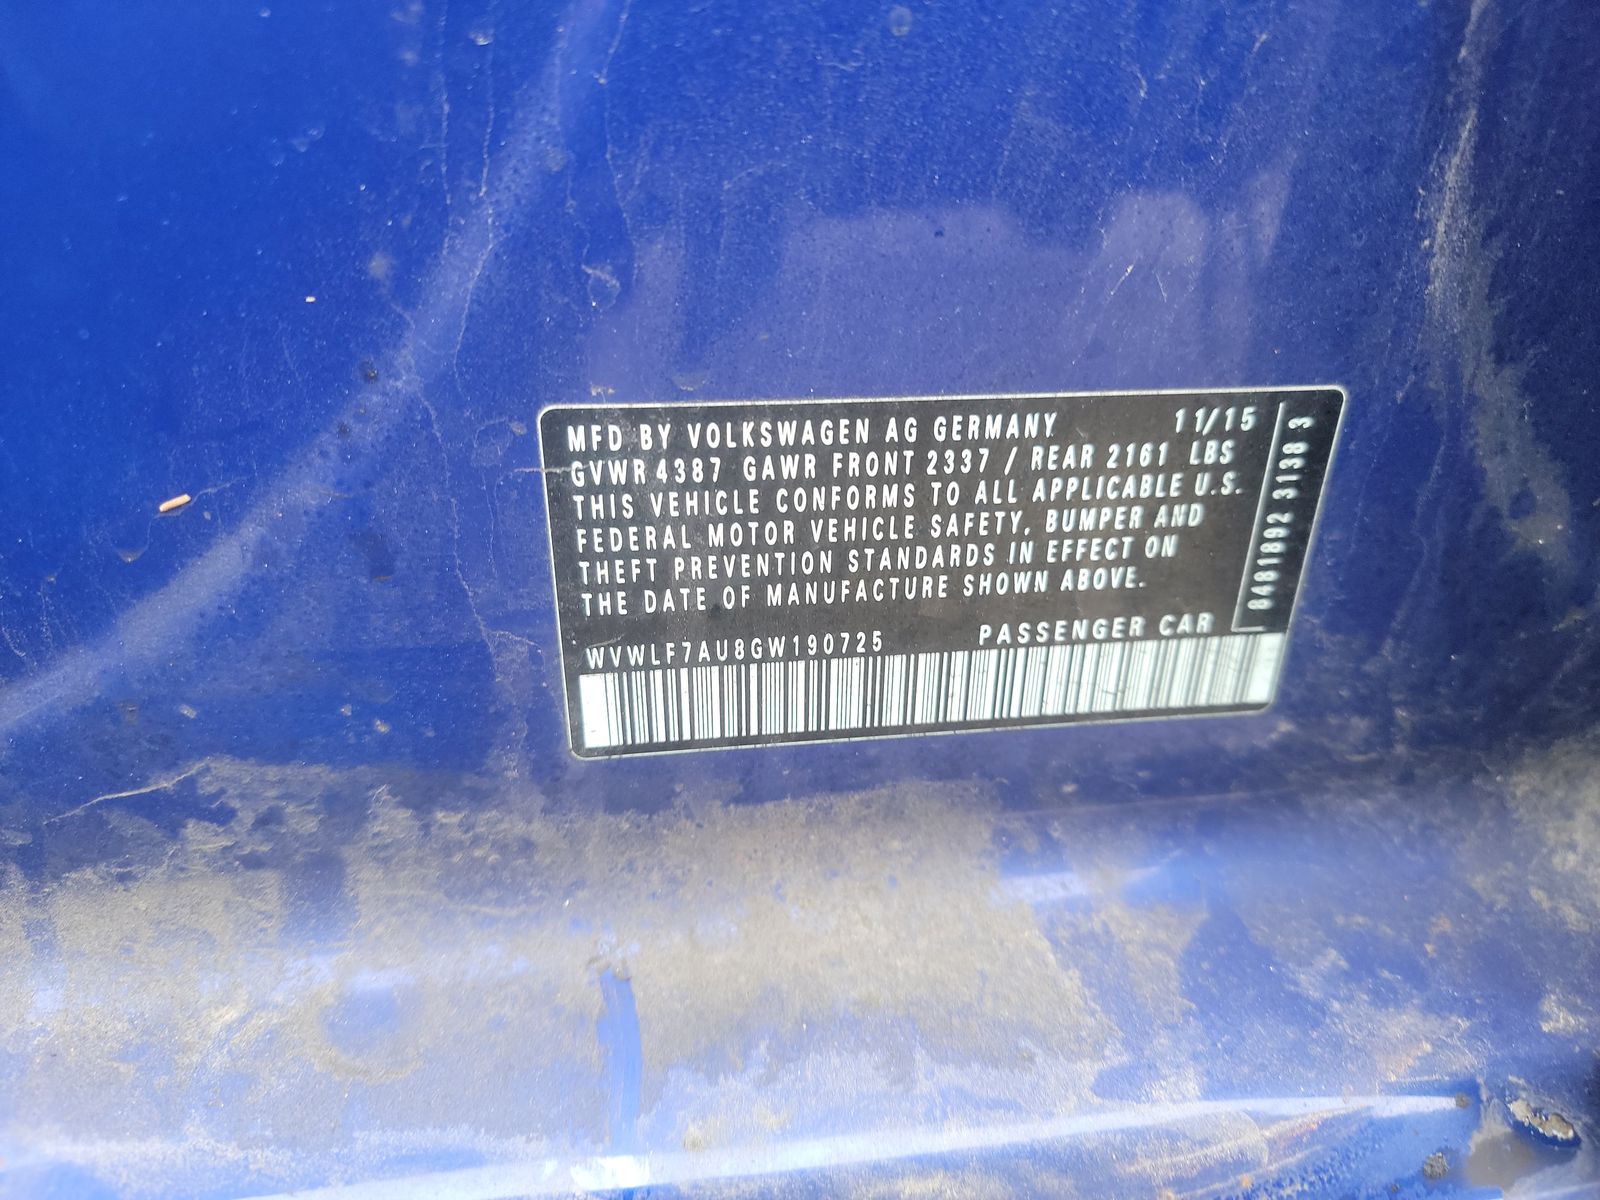 MFD BY VOLKSWAGEN AG GERMANY 11/15
GVWR 4387 GAWR FRONT 2337 / REAR 2161 LBS
THIS VEHICLE CONFORMS TO ALL APPLICABLE U.S.
FEDERAL MOTOR VEHICLE SAFETY, BUMPER AND
THEFT PREVENTION STANDARDS IN EFFECT ON
THE DATE OF MANUFACTURE SHOWN ABOVE.
WVWLF7AU8GW190725 PASSENGER CAR
8481892 3138 3